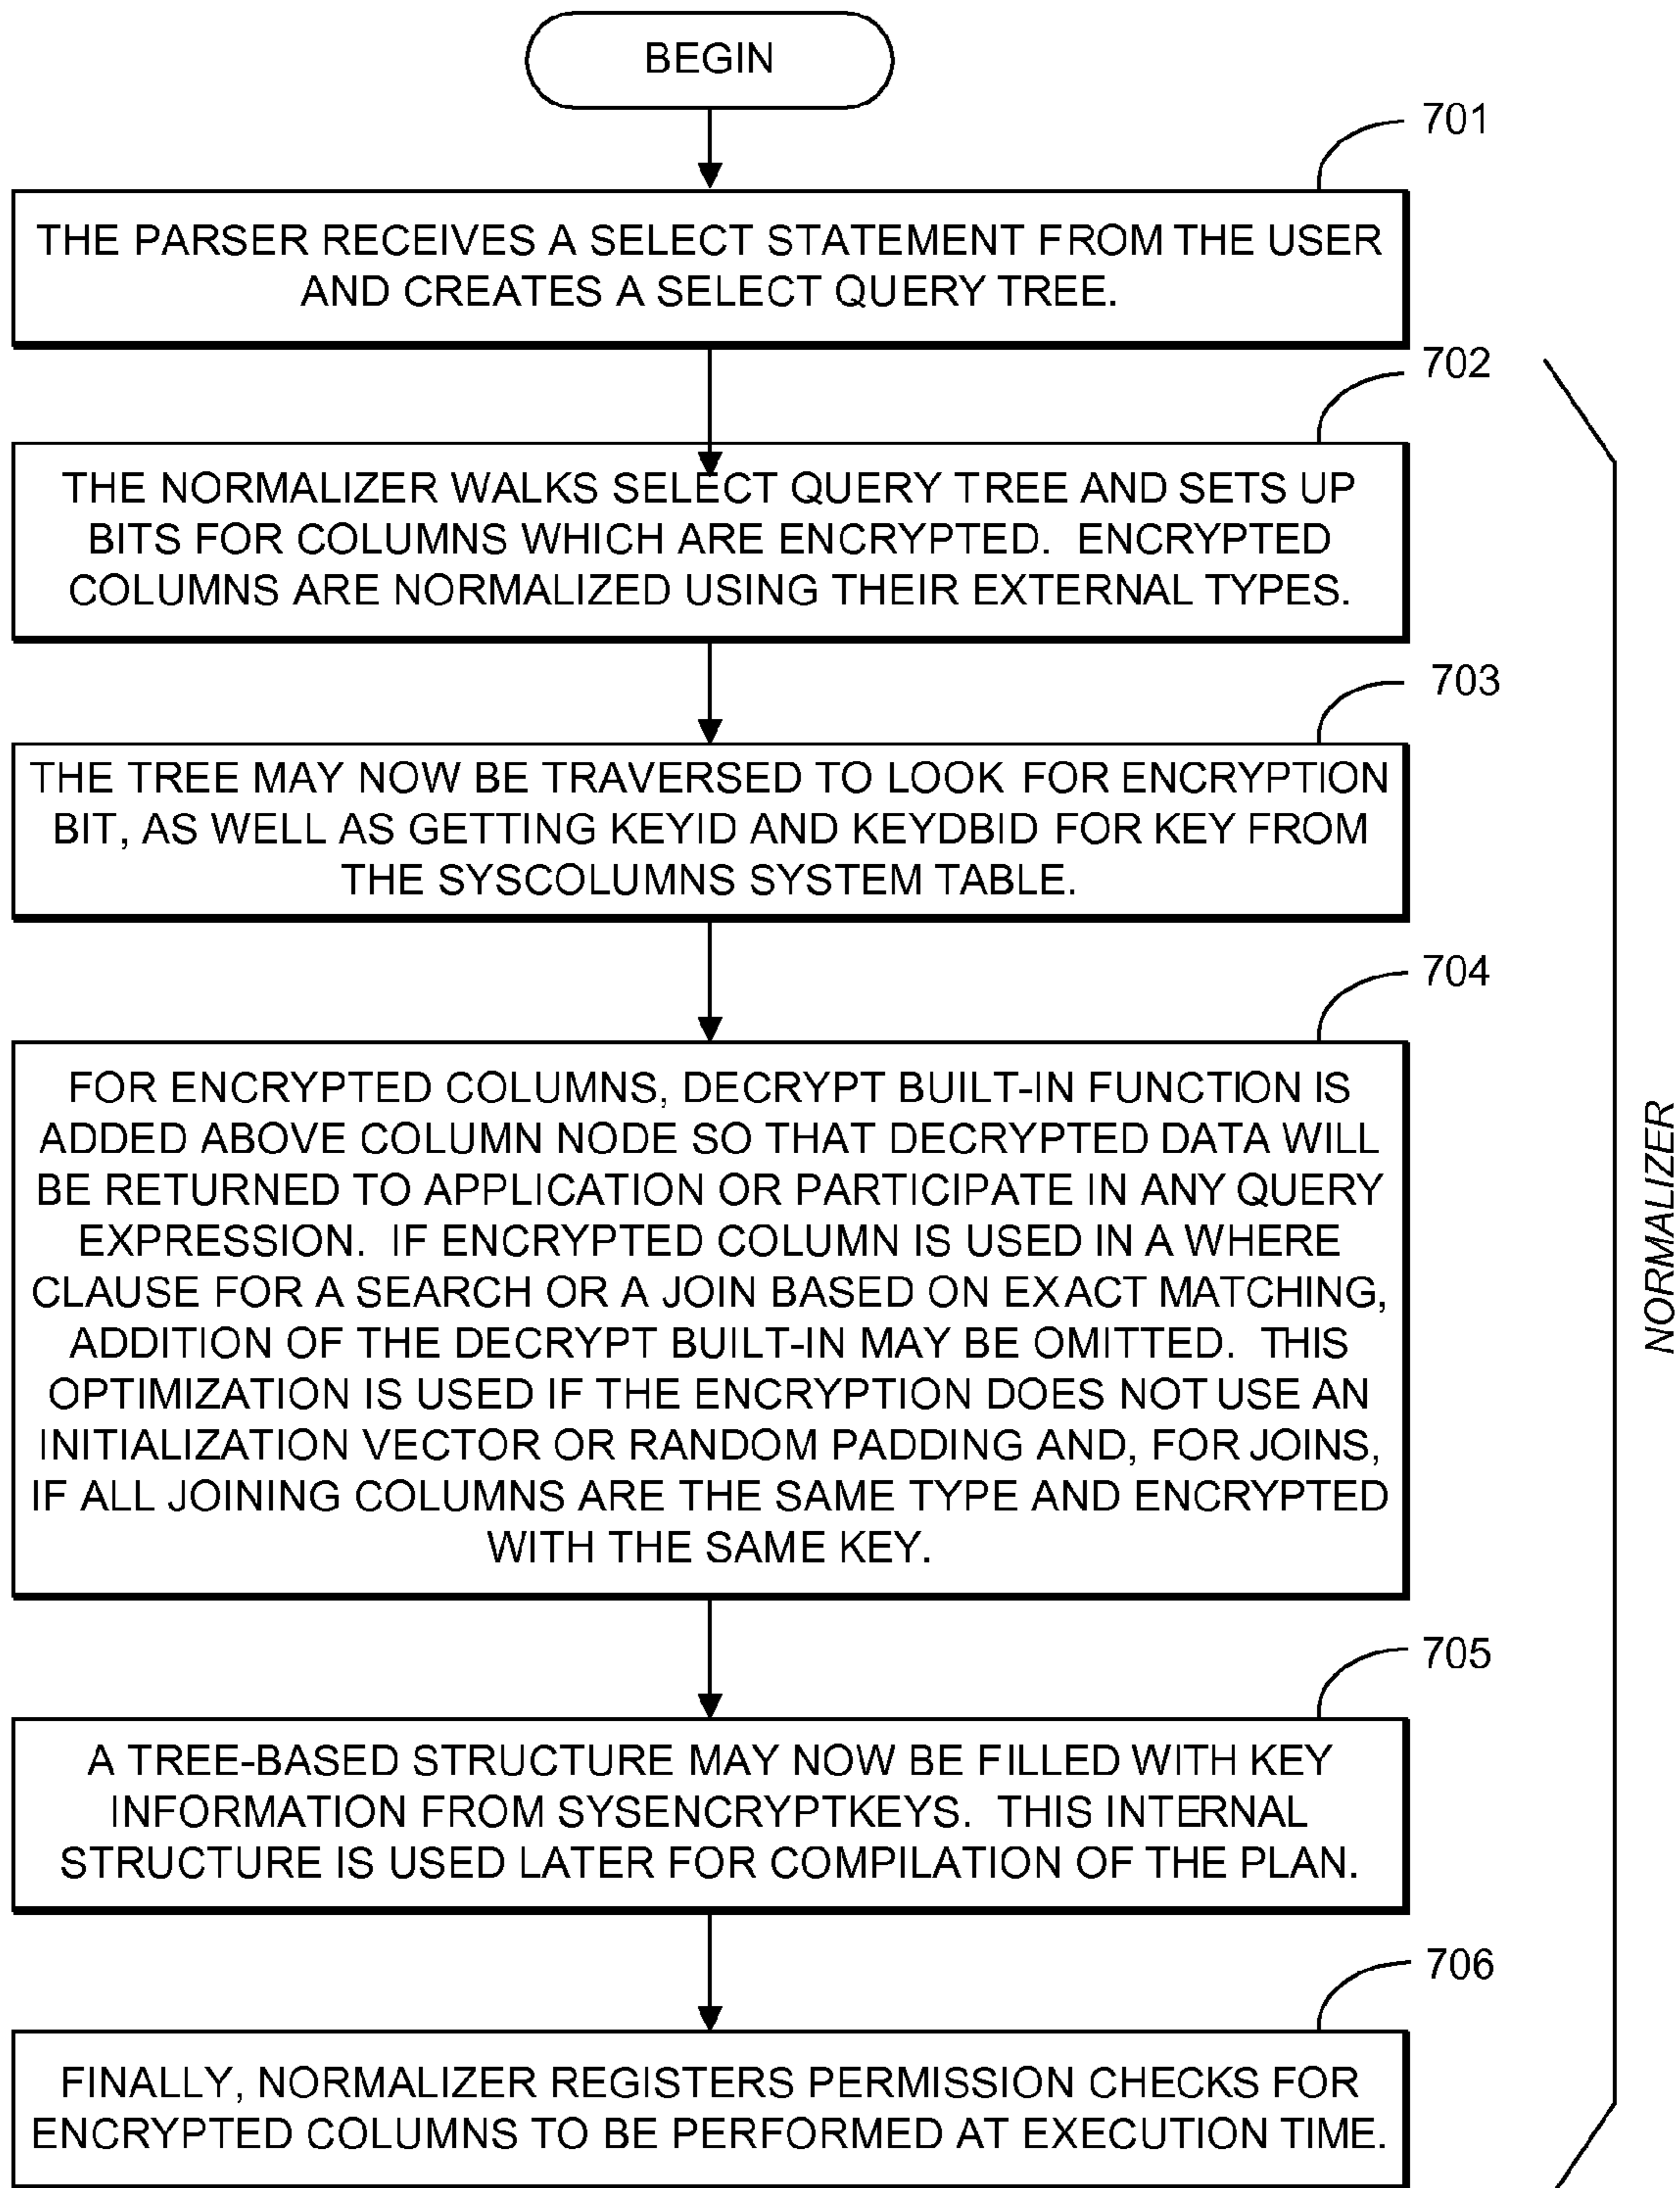 BEGIN
701
THE PARSER RECEIVES A SELECT STATEMENT FROM THE USER
AND CREATES A SELECT QUERY TREE.
702
THE NORMALIZER WALKS SELECT QUERY TREE AND SETS UP
BITS FOR COLUMNS WHICH ARE ENCRYPTED. ENCRYPTED
COLUMNS ARE NORMALIZED USING THEIR EXTERNAL TYPES.
703
THE TREE MAY NOW BE TRAVERSED TO LOOK FOR ENCRYPTION
BIT, AS WELL AS GETTING KEYID AND KEYDBID FOR KEY FROM
THE SYSCOLUMNS SYSTEM TABLE.
704
FOR ENCRYPTED COLUMNS, DECRYPT BUILT-IN FUNCTION IS
ADDED ABOVE COLUMN NODE SO THAT DECRYPTED DATA WILL
BE RETURNED TO APPLICATION OR PARTICIPATE IN ANY QUERY
EXPRESSION. IF ENCRYPTED COLUMN IS USED IN A WHERE
CLAUSE FOR A SEARCH OR A JOIN BASED ON EXACT MATCHING,
ADDITION OF THE DECRYPT BUILT-IN MAY BE OMITTED. THIS
OPTIMIZATION IS USED IF THE ENCRYPTION DOES NOT USE AN
INITIALIZATION VECTOR OR RANDOM PADDING AND, FOR JOINS,
IF ALL JOINING COLUMNS ARE THE SAME TYPE AND ENCRYPTED
WITH THE SAME KEY.
705
A TREE-BASED STRUCTURE MAY NOW BE FILLED WITH KEY
INFORMATION FROM SYSENCRYPTKEYS. THIS INTERNAL
STRUCTURE IS USED LATER FOR COMPILATION OF THE PLAN.
706
FINALLY, NORMALIZER REGISTERS PERMISSION CHECKS FOR
ENCRYPTED COLUMNS TO BE PERFORMED AT EXECUTION TIME.
NORMALIZER